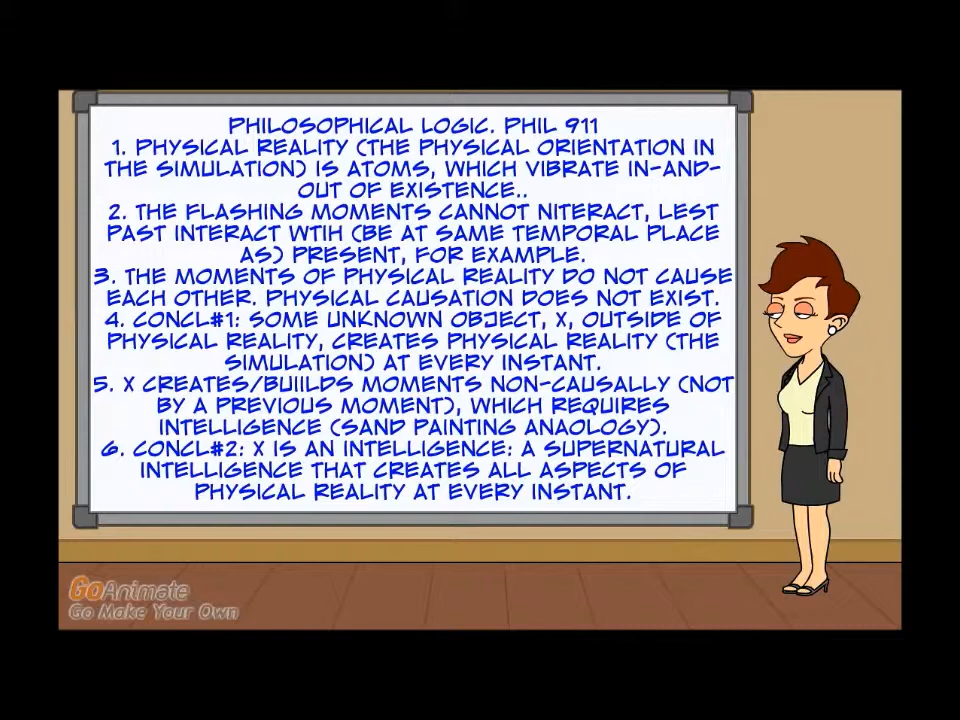 PHILOSOPHICAL LOGIC. PHIL 911
1. PHYSICAL REALITY (THE PHYSICAL ORIENTATION IN
THE SIMULATION) IS ATOMS, WHICH VIBRATE IN-AND-
OUT OF EXISTENCE..
2. THE FLASHING MOMENTS CANNOT NITERACT, LEST
PAST INTERACT WTIH (BE AT SAME TEMPORAL PLACE
AS) PRESENT, FOR EXAMPLE.
3. THE MOMENTS OF PHYSICAL REALITY DO NOT CAUSE
EACH OTHER. PHYSICAL CAUSATION DOES NOT EXIST.
4. CONCL#1: SOME UNKNOWN OBJECT, X, OUTSIDE OF
PHYSICAL REALITY, CREATES PHYSICAL REALITY (THE
SIMULATION) AT EVERY INSTANT.
5. X CREATES/BUIILDS MOMENTS NON-CAUSALLY (NOT
BY A PREVIOUS MOMENT), WHICH REQUIRES
INTELLIGENCE (SAND PAINTING ANAOLOGY).
6. CONCL#2: X IS AN INTELLIGENCE: A SUPERNATURAL
INTELLIGENCE THAT CREATES ALL ASPECTS OF
PHYSICAL REALITY AT EVERY INSTANT.
GoAnimate
Go Make Your Own